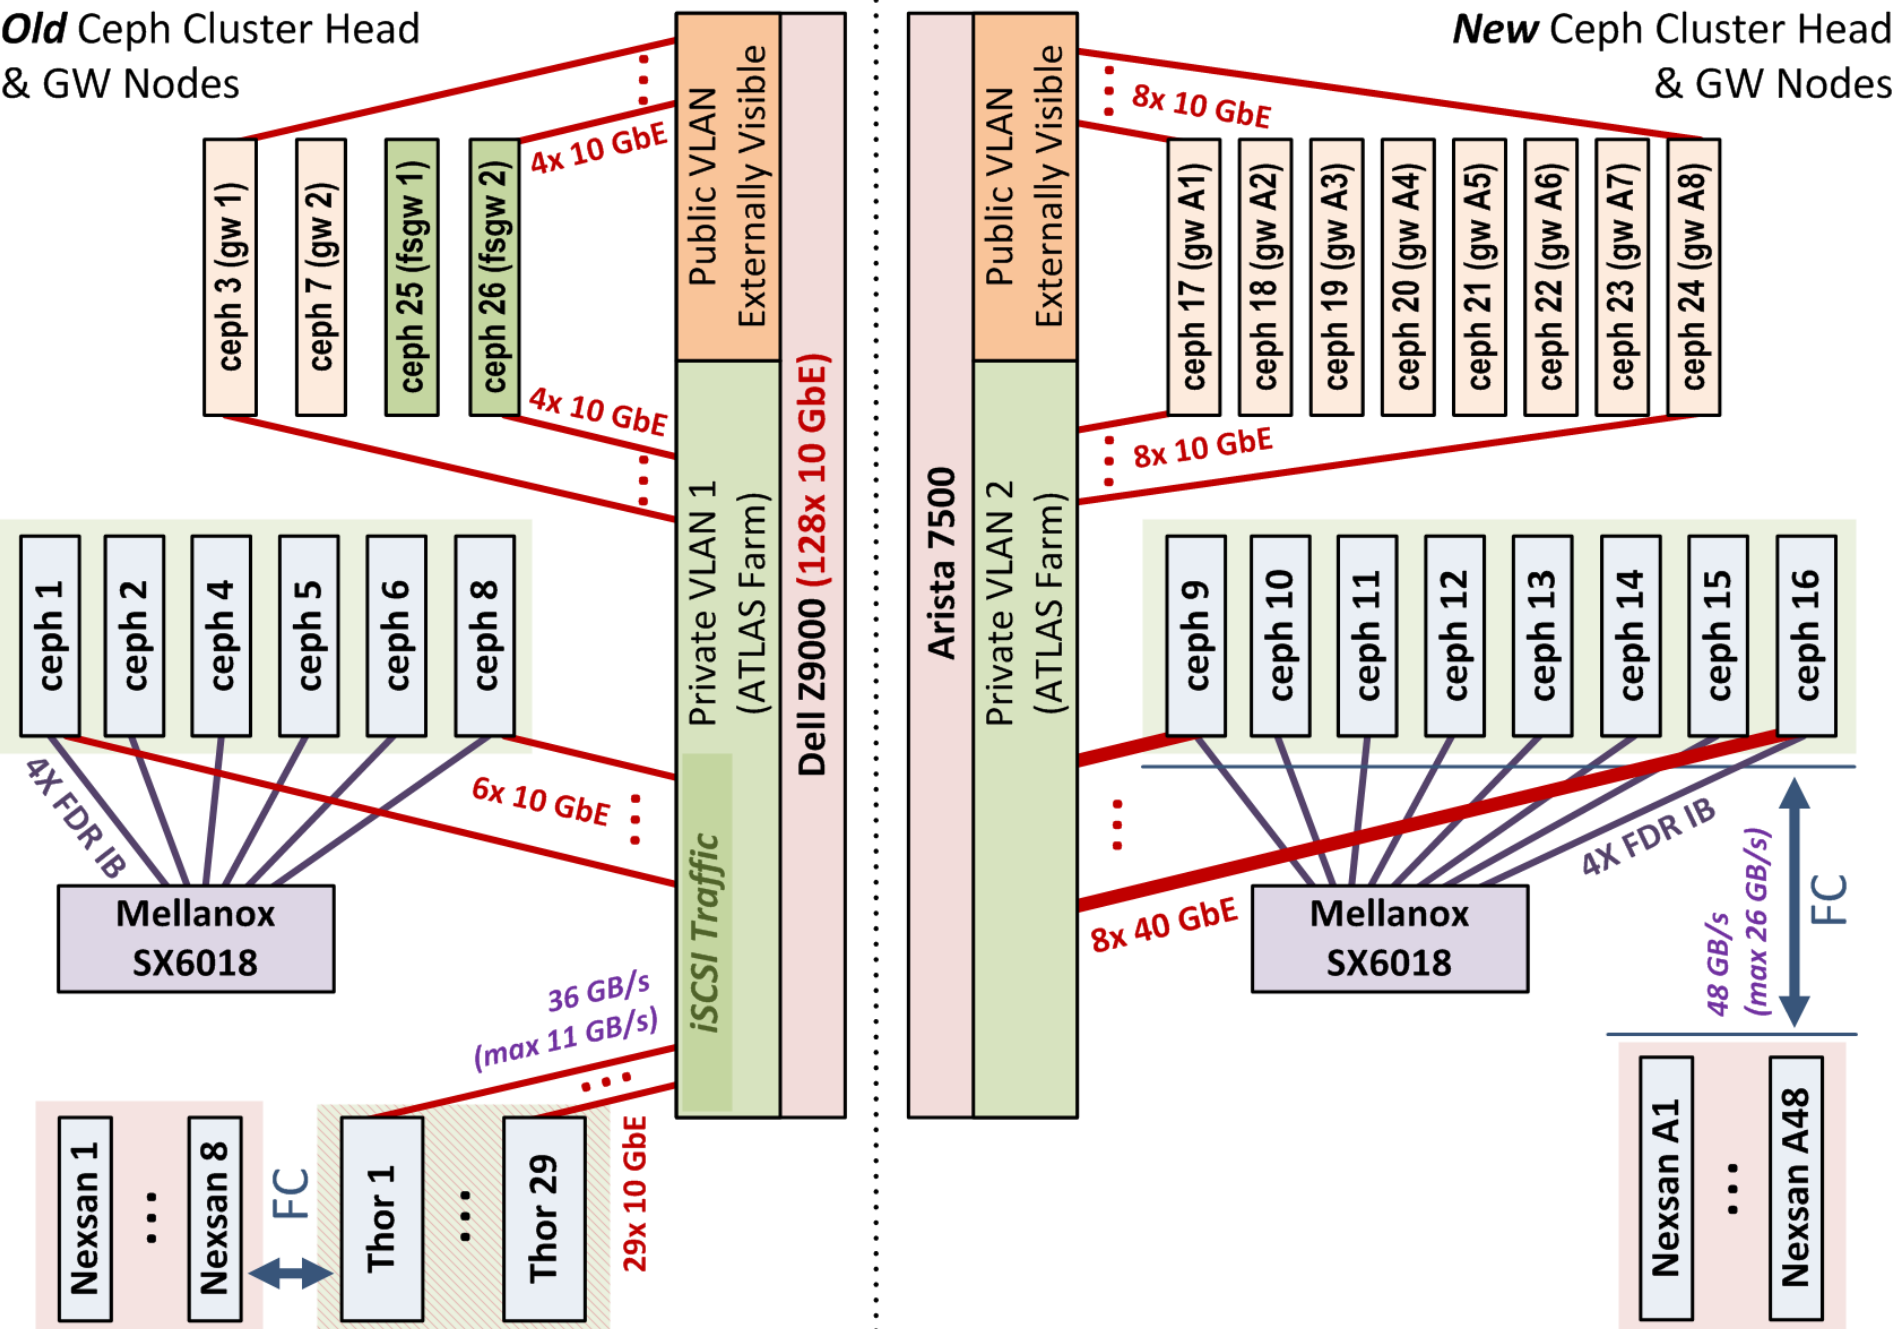 Old Ceph Cluster Head
& GW Nodes
New Ceph Cluster Head
& GW Nodes
ceph 3 (gw 1)
ceph 7 (gw 2)
ceph 25 (fsgw 1)
ceph 26 (fsgw 2)
4x 10 GbE
4x 10 GbE
Public VLAN
Externally Visible
Private VLAN 1
(ATLAS Farm)
iSCSI Traffic
Dell Z9000 (128x 10 GbE)
ceph 1
ceph 2
ceph 4
ceph 5
ceph 6
ceph 8
4X FDR IB
6x 10 GbE
Mellanox
SX6018
36 GB/s
(max 11 GB/s)
29x 10 GbE
Nexsan 1
...
Nexsan 8
FC
Thor 1
...
Thor 29
Arista 7500
Public VLAN
Externally Visible
Private VLAN 2
(ATLAS Farm)
8x 10 GbE
8x 10 GbE
ceph 17 (gw A1)
ceph 18 (gw A2)
ceph 19 (gw A3)
ceph 20 (gw A4)
ceph 21 (gw A5)
ceph 22 (gw A6)
ceph 23 (gw A7)
ceph 24 (gw A8)
ceph 9
ceph 10
ceph 11
ceph 12
ceph 13
ceph 14
ceph 15
ceph 16
8x 40 GbE
4X FDR IB
Mellanox
SX6018
48 GB/s
(max 26 GB/s)
FC
Nexsan A1
...
Nexsan A48